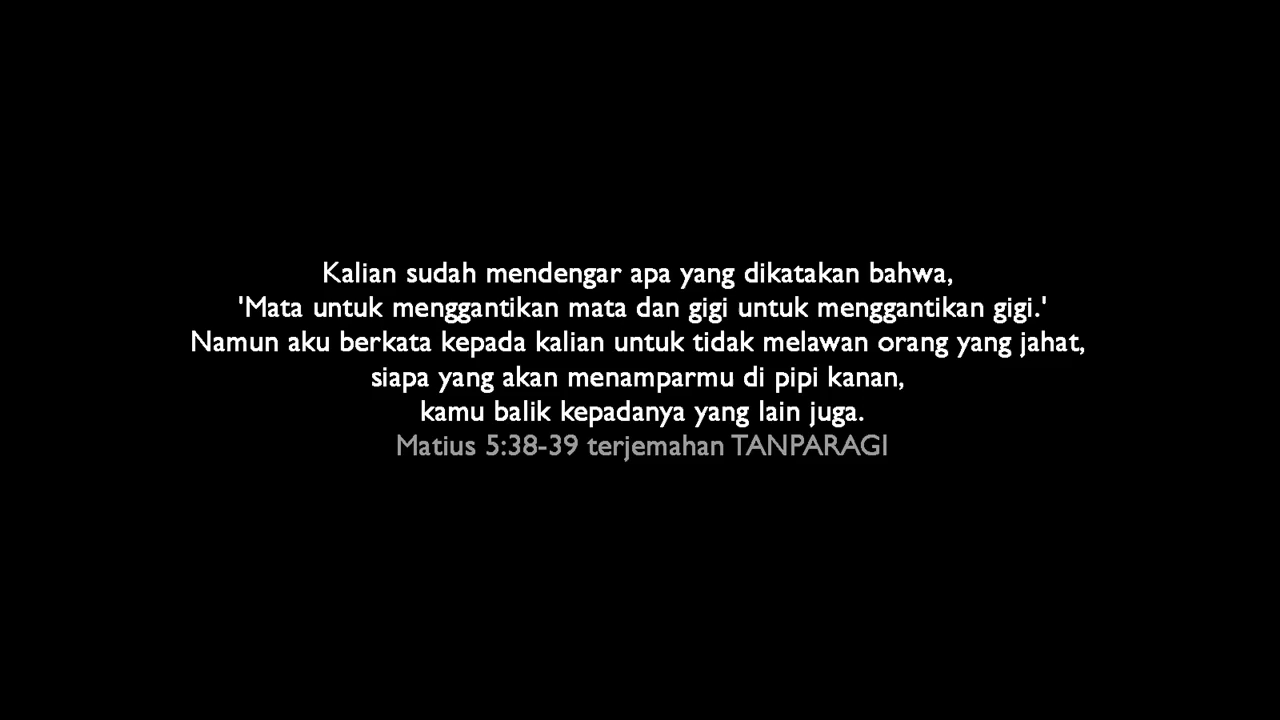 Kalian sudah mendengar apa yang dikatakan bahwa,
'Mata untuk menggantikan mata dan gigi untuk menggantikan gigi.'
Namun aku berkata kepada kalian untuk tidak melawan orang yang jahat,
siapa yang akan menamparmu di pipi kanan,
kamu balik kepadanya yang lain juga.
Matius 5:38-39 terjemahan TANPARAGI